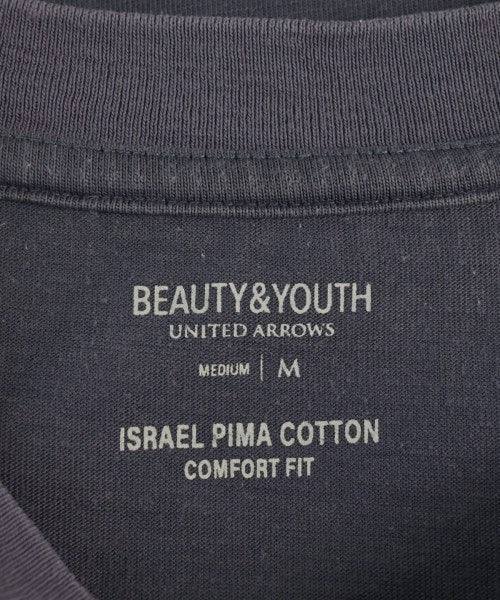 BEAUTY&YOUTH
UNITED ARROWS
MEDIUM | M
ISRAEL PIMA COTTON
COMFORT FIT